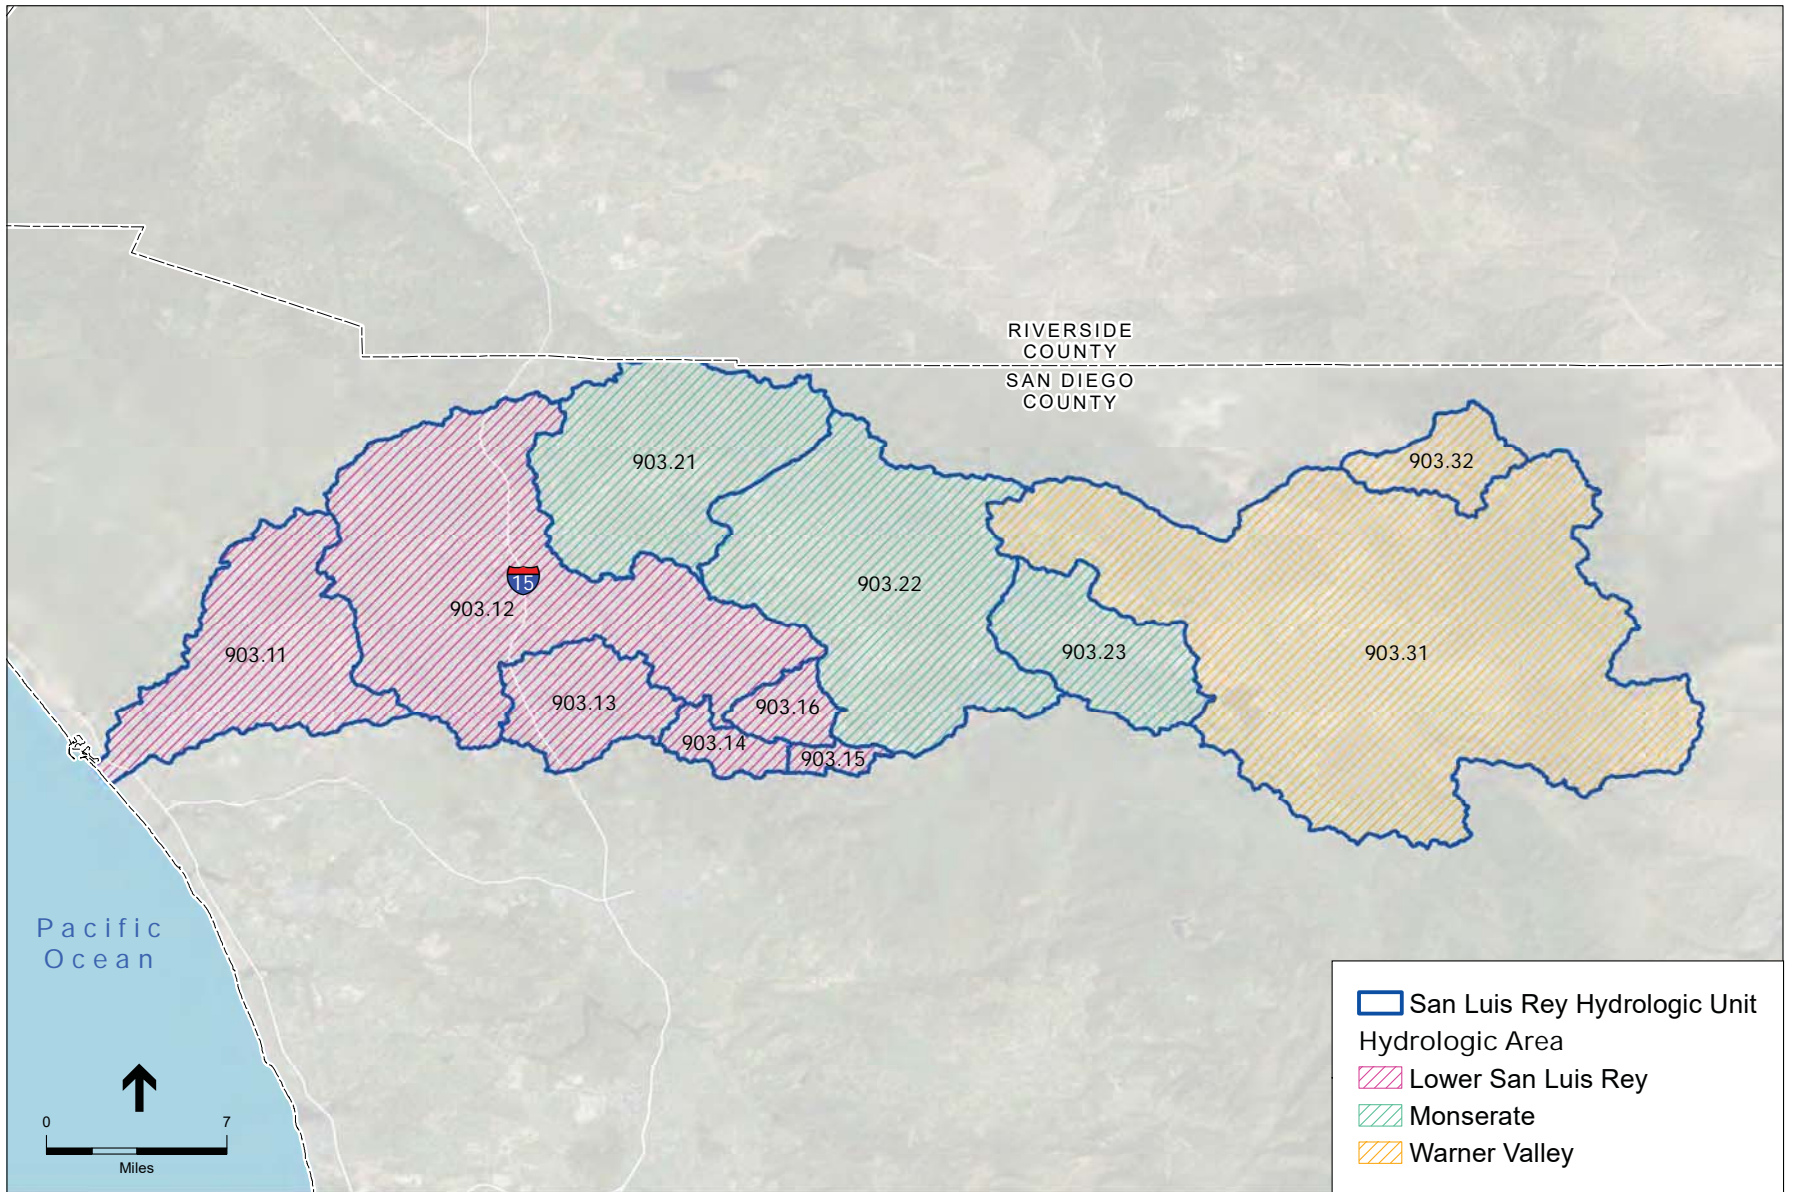 RIVERSIDE
COUNTY
SAN DIEGO
COUNTY
903.21
903.32
903.22
15
903.12
903.11
903.23
903.31
903.13
903.16
903.14
903.15
Pacific
Ocean
0 7
Miles
San Luis Rey Hydrologic Unit
Hydrologic Area
Lower San Luis Rey
Monserate
Warner Valley